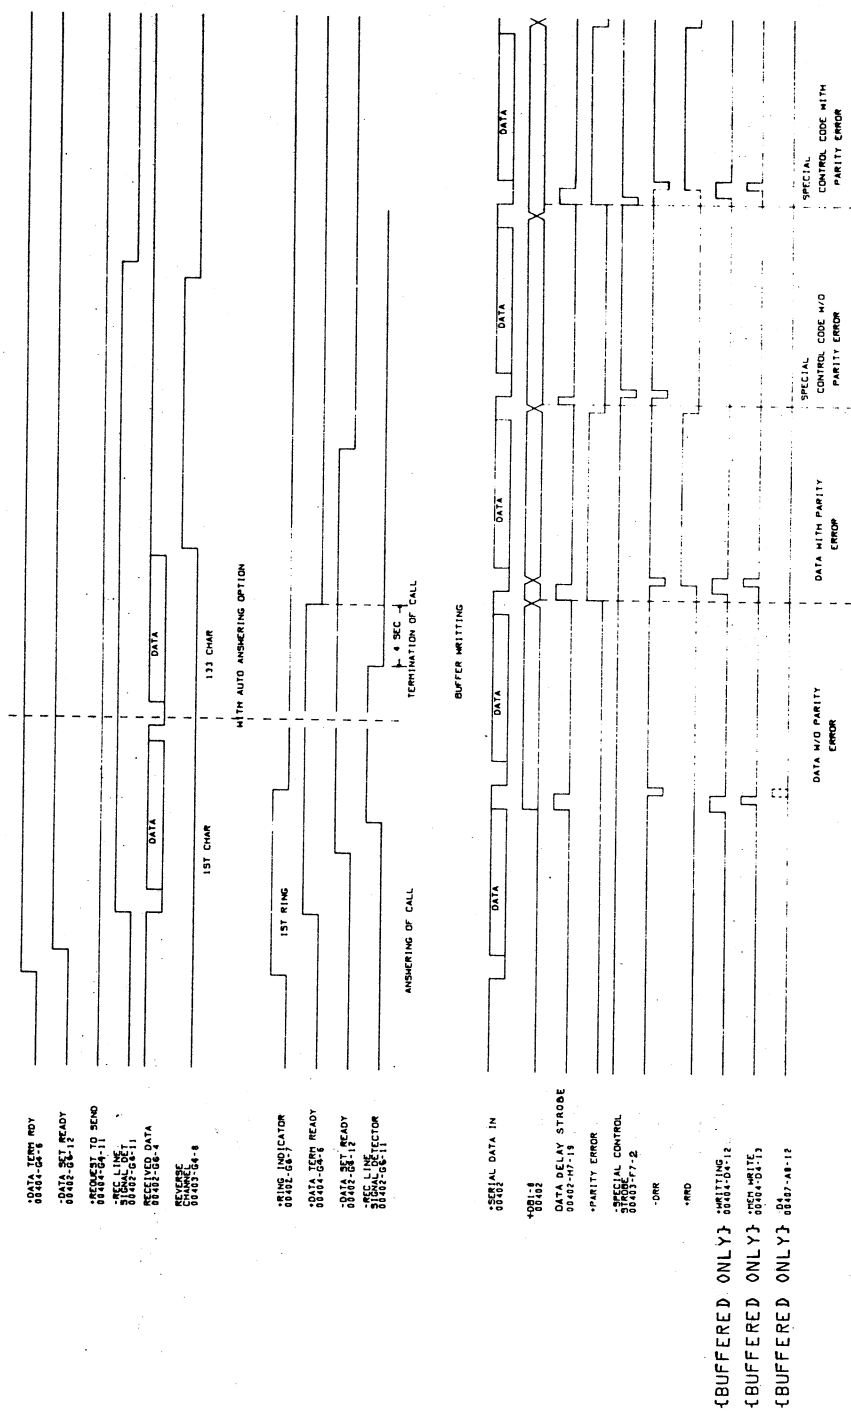 +DATA TERM RDY
00404-G4-6
-DATA SET READY
00402-G6-12
+REQUEST TO SEND
00404-G4-11
-REC LINE
SIGNAL DET
00402-G6-11
RECEIVED DATA
00402-G6-4
REVERSE
CHANNEL
00403-G4-8
DATA
DATA
1ST CHAR
133 CHAR
WITH AUTO ANSWERING OPTION
+RING INDICATOR
00402-G6-7
+DATA TERM READY
00404-G4-6
-DATA SET READY
00402-G6-12
-REC LINE
SIGNAL DETECTOR
00402-G6-11
1ST RING
4 SEC
ANSWERING OF CALL
TERMINATION OF CALL
BUFFER WRITTING
+SERIAL DATA IN
00402
DATA
DATA
DATA
DATA
DATA
+OBI-8
00402
DATA DELAY STROBE
00402-H7-19
+PARITY ERROR
-SPECIAL CONTROL
STROBE
00403-F7-2
-DRR
+RRD
{BUFFERED ONLY} +WRITTING
00404-D4-12
{BUFFERED ONLY} +MEM WRITE
00404-D4-13
{BUFFERED ONLY} D4
00407-A8-12
DATA W/O PARITY
ERROR
DATA WITH PARITY
ERROR
SPECIAL
CONTROL CODE W/O
PARITY ERROR
SPECIAL
CONTROL CODE WITH
PARITY ERROR